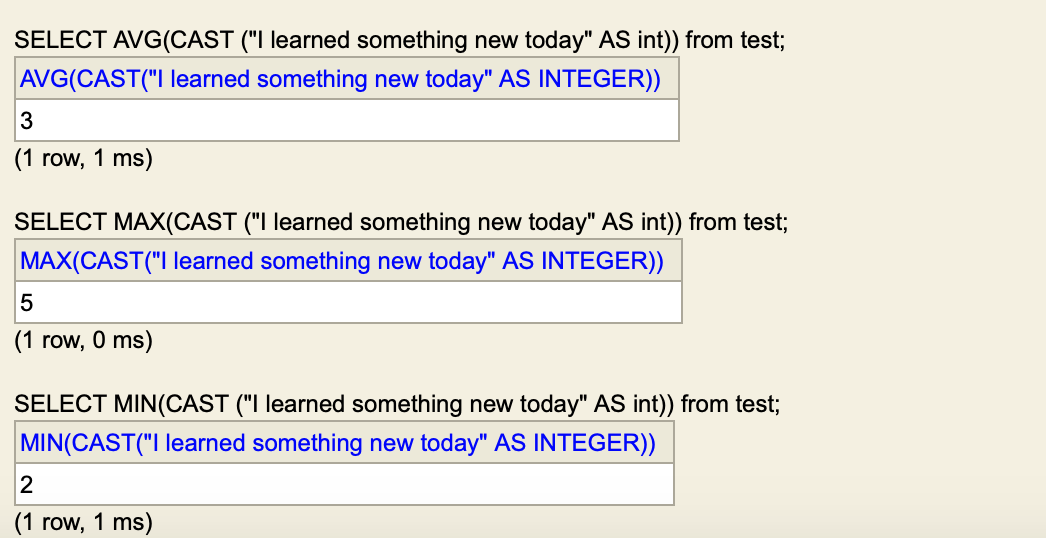 SELECT AVG(CAST ("I learned something new today" AS int)) from test;
AVG(CAST("I learned something new today" AS INTEGER))
3
(1 row, 1 ms)
SELECT MAX(CAST ("I learned something new today" AS int)) from test;
MAX(CAST("I learned something new today" AS INTEGER))
5
(1 row, 0 ms)
SELECT MIN(CAST ("I learned something new today" AS int)) from test;
MIN(CAST("I learned something new today" AS INTEGER))
2
(1 row, 1 ms)